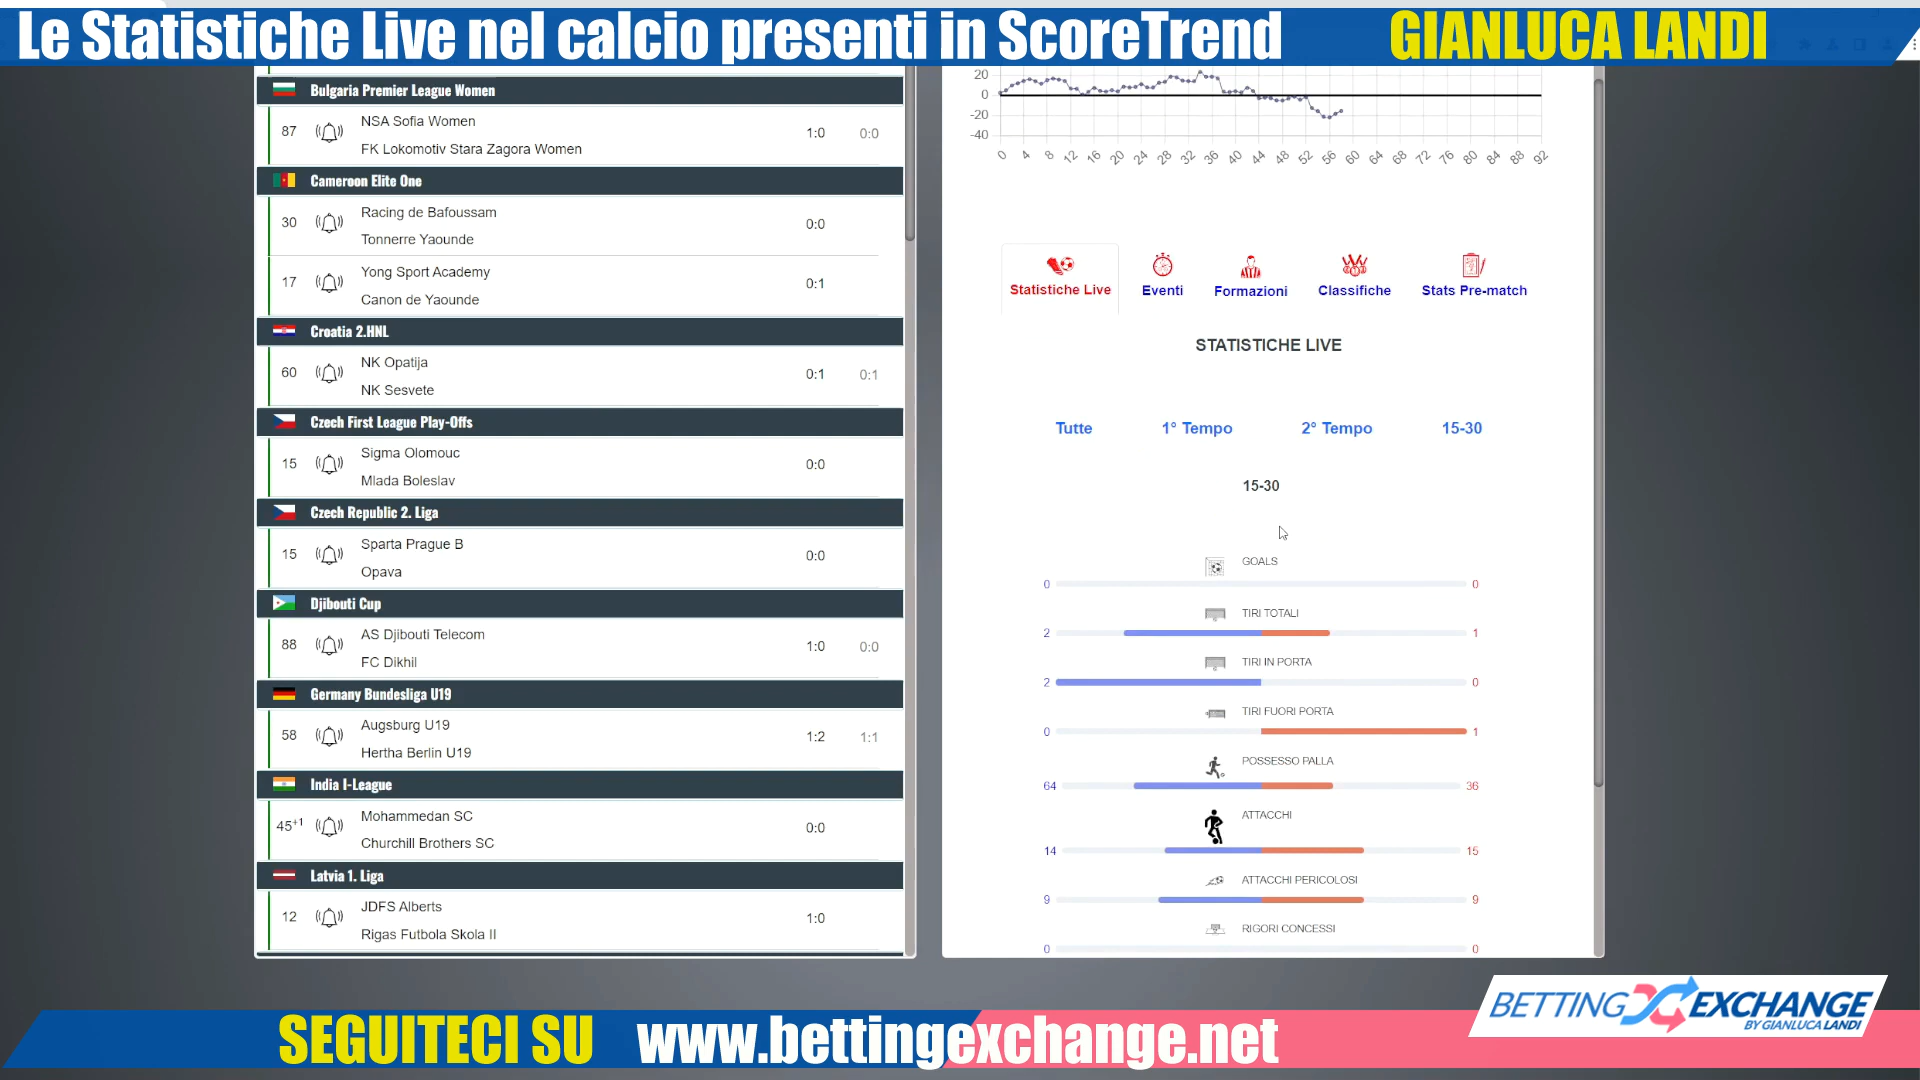 Le Statistiche Live nel calcio presenti in ScoreTrend
GIANLUCA LANDI
Bulgaria Premier League Women
87
NSA Sofia Women
FK Lokomotiv Stara Zagora Women
1:0
0:0
Cameroon Elite One
30
Racing de Bafoussam
Tonnerre Yaounde
0:0
17
Yong Sport Academy
Canon de Yaounde
0:1
Croatia 2.HNL
60
NK Opatija
NK Sesvete
0:1
0:1
Czech First League Play-Offs
15
Sigma Olomouc
Mlada Boleslav
0:0
Czech Republic 2. Liga
15
Sparta Prague B
Opava
0:0
Djibouti Cup
88
AS Djibouti Telecom
FC Dikhil
1:0
0:0
Germany Bundesliga U19
58
Augsburg U19
Hertha Berlin U19
1:2
1:1
India I-League
45+1
Mohammedan SC
Churchill Brothers SC
0:0
Latvia 1. Liga
12
JDFS Alberts
Rigas Futbola Skola II
1:0
20
0
-20
-40
0 4 8 12 16 20 24 28 32 36 40 44 48 52 56 60 64 68 72 76 80 84 88 92
Statistiche Live
Eventi
Formazioni
Classifiche
Stats Pre-match
STATISTICHE LIVE
Tutte
1° Tempo
2° Tempo
15-30
15-30
GOALS
0
0
TIRI TOTALI
2
1
TIRI IN PORTA
2
0
TIRI FUORI PORTA
0
1
POSSESSO PALLA
64
36
ATTACCHI
14
15
ATTACCHI PERICOLOSI
9
9
RIGORI CONCESSI
0
0
SEGUITECI SU
www.bettingexchange.net
BETTING EXCHANGE
BY GIANLUCA LANDI